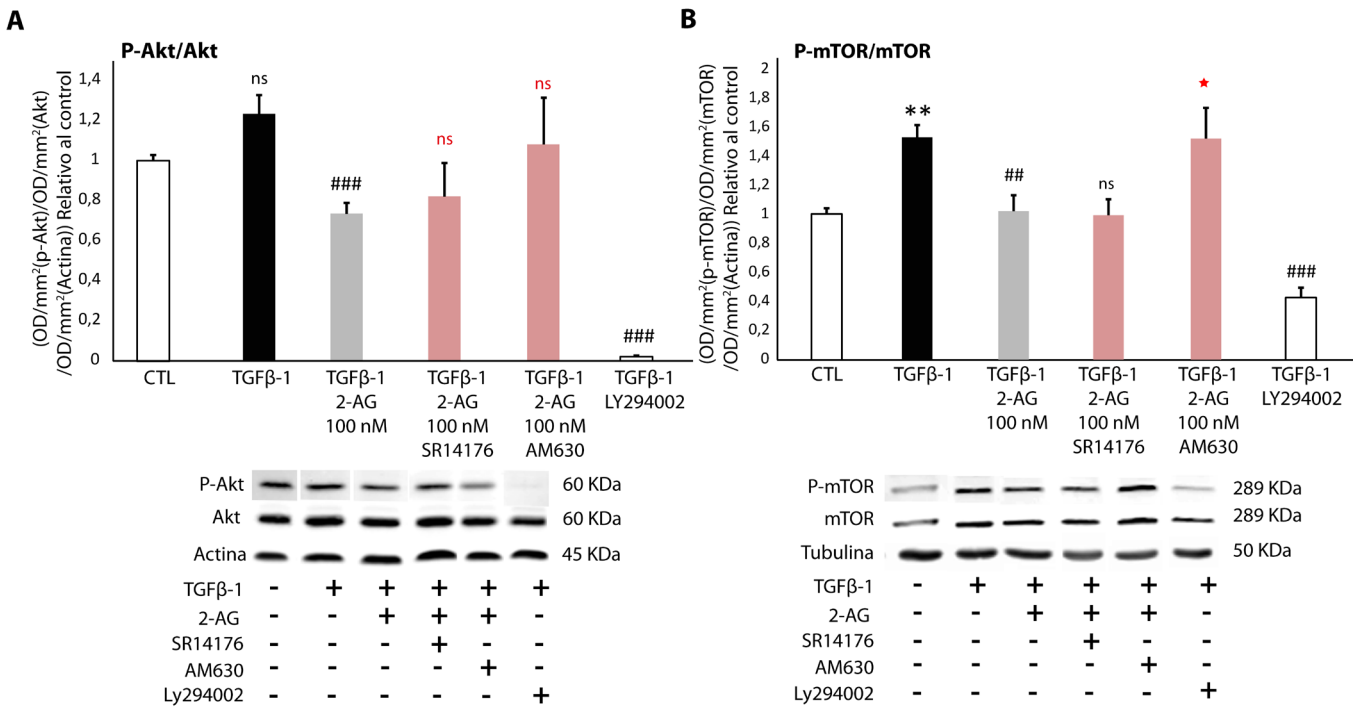 A
P-Akt/Akt
(OD/mm²(p-Akt)/OD/mm²(Akt)
/OD/mm²(Actina)) Relativo al control
1,4
1,2
1
0,8
0,6
0,4
0,2
0
ns
###
ns
ns
###
CTL
TGFβ-1
TGFβ-1
2-AG
100 nM
TGFβ-1
2-AG
100 nM
SR14176
TGFβ-1
2-AG
100 nM
AM630
TGFβ-1
LY294002
P-Akt 60 KDa
Akt 60 KDa
Actina 45 KDa
TGFβ-1 - + + + + +
2-AG - - + + + -
SR14176 - - - + - -
AM630 - - - - + -
Ly294002 - - - - - +
B
P-mTOR/mTOR
(OD/mm²(p-mTOR)/OD/mm²(mTOR)
/OD/mm²(Actina)) Relativo al control
2
1,8
1,6
1,4
1,2
1
0,8
0,6
0,4
0,2
0
**
##
ns
★
###
CTL
TGFβ-1
TGFβ-1
2-AG
100 nM
TGFβ-1
2-AG
100 nM
SR14176
TGFβ-1
2-AG
100 nM
AM630
TGFβ-1
LY294002
P-mTOR 289 KDa
mTOR 289 KDa
Tubulina 50 KDa
TGFβ-1 - + + + + +
2-AG - - + + + -
SR14176 - - - + - -
AM630 - - - - + -
Ly294002 - - - - - +